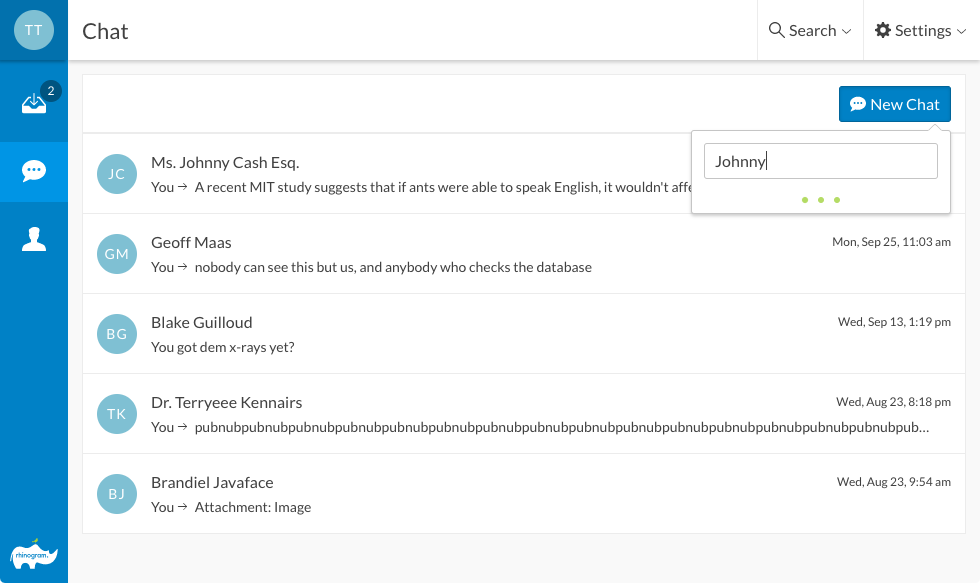 TT
Chat
Search
Settings
2
New Chat
Johnny
JC
Ms. Johnny Cash Esq.
You → A recent MIT study suggests that if ants were able to speak English, it wouldn't affe
GM
Geoff Maas
Mon, Sep 25, 11:03 am
You → nobody can see this but us, and anybody who checks the database
BG
Blake Guilloud
Wed, Sep 13, 1:19 pm
You got dem x-rays yet?
TK
Dr. Terryeee Kennairs
Wed, Aug 23, 8:18 pm
You → pubnubpubnubpubnubpubnubpubnubpubnubpubnubpubnubpubnubpubnubpubnubpubnubpubnubpubnubpubnubpub…
BJ
Brandiel Javaface
Wed, Aug 23, 9:54 am
You → Attachment: Image
rhinogram